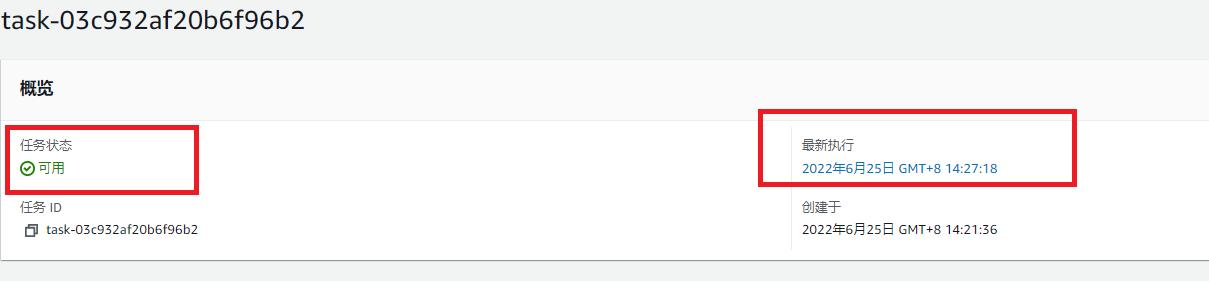 task-03c932af20b6f96b2
概览
任务状态
可用
最新执行
2022年6月25日 GMT+8 14:27:18
任务 ID
task-03c932af20b6f96b2
创建于
2022年6月25日 GMT+8 14:21:36